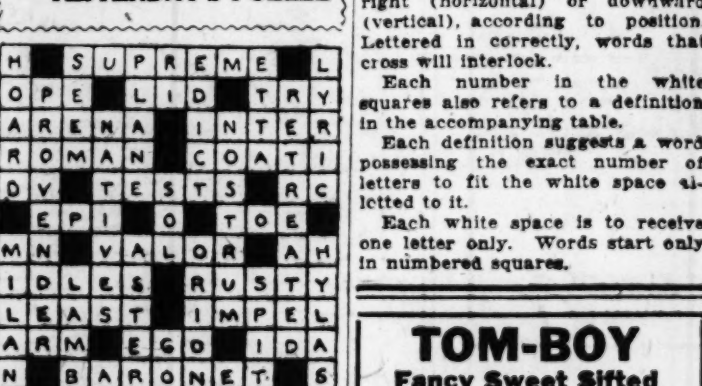 H SUPREME L
OPE LID TRY
ARENA INTER
ROMAN COATI
DV TESTS RC
EPI O TOE
MN VALOR AH
IDLES RUSTY
LEAST IMPEL
ARM EGO IDA
N BARONET S
right (horizontal) or downward
(vertical), according to position
Lettered in correctly, words that
cross will interlock.
Each number in the white
squares also refers to a definition
in the accompanying table.
Each definition suggests a word
possessing the exact number of
letters to fit the white space al-
lotted to it.
Each white space is to receive
one letter only. Words start only
in numbered squares.
TOM-BOY
Fancy Sweet Sifted